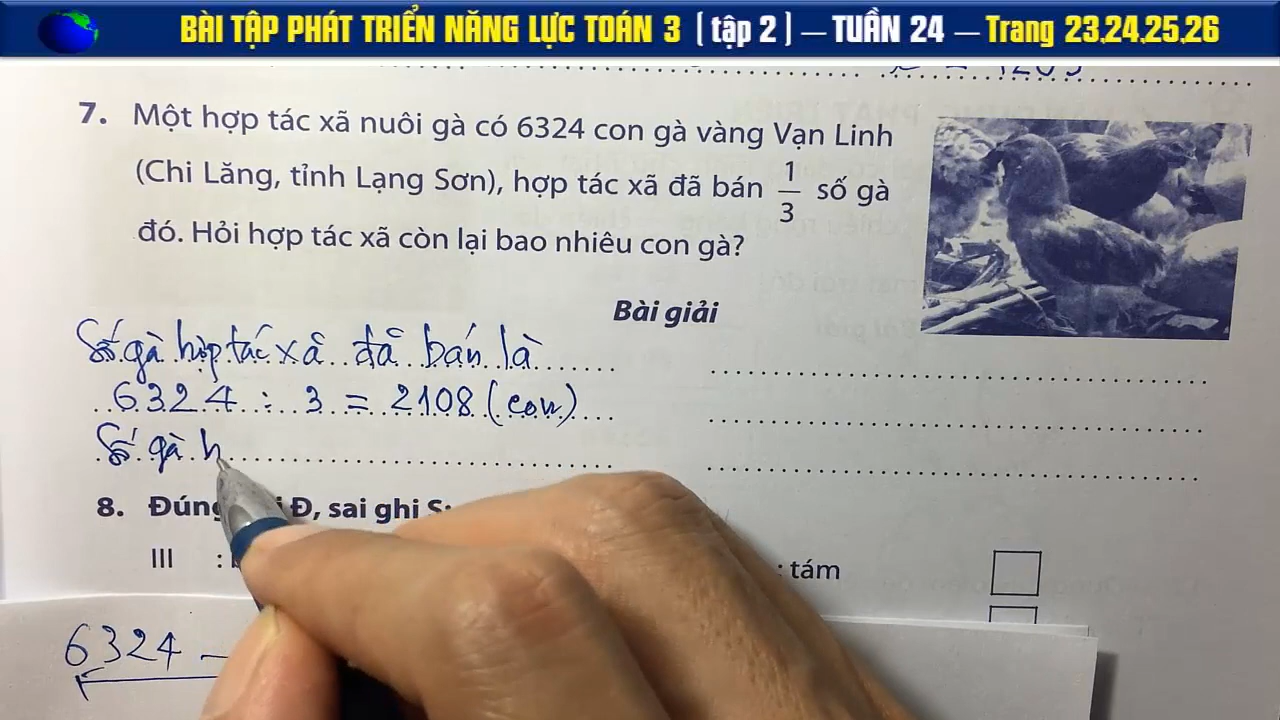 BÀI TẬP PHÁT TRIỂN NĂNG LỰC TOÁN 3 ( tập 2 ) – TUẦN 24 – Trang 23,24,25,26
7. Một hợp tác xã nuôi gà có 6324 con gà vàng Vạn Linh
(Chi Lăng, tỉnh Lạng Sơn), hợp tác xã đã bán 1/3 số gà
đó. Hỏi hợp tác xã còn lại bao nhiêu con gà?
Bài giải
Số gà hợp tác xã đã bán là
6324 : 3 = 2108 (con)
Số gà h
8. Đúng Đ, sai ghi S:
III : : tám
6324 –